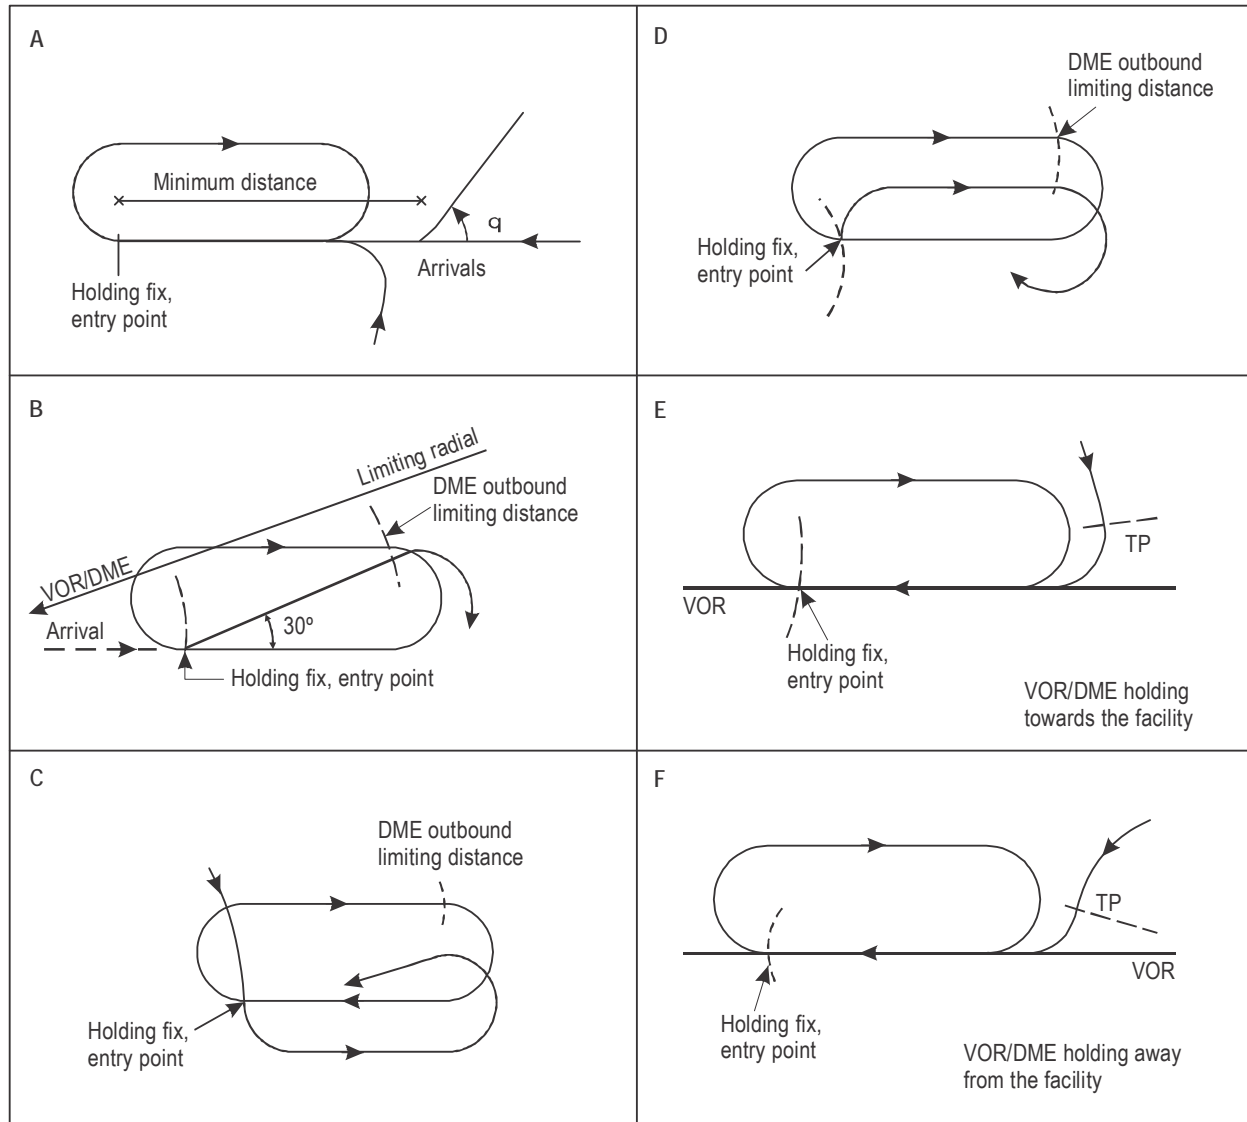 A
Minimum distance
q
Arrivals
Holding fix,
entry point
B
Limiting radial
DME outbound
limiting distance
VOR/DME
Arrival
30º
Holding fix, entry point
C
DME outbound
limiting distance
Holding fix,
entry point
D
DME outbound
limiting distance
Holding fix,
entry point
E
TP
VOR
Holding fix,
entry point
VOR/DME holding
towards the facility
F
TP
VOR
Holding fix,
entry point
VOR/DME holding away
from the facility